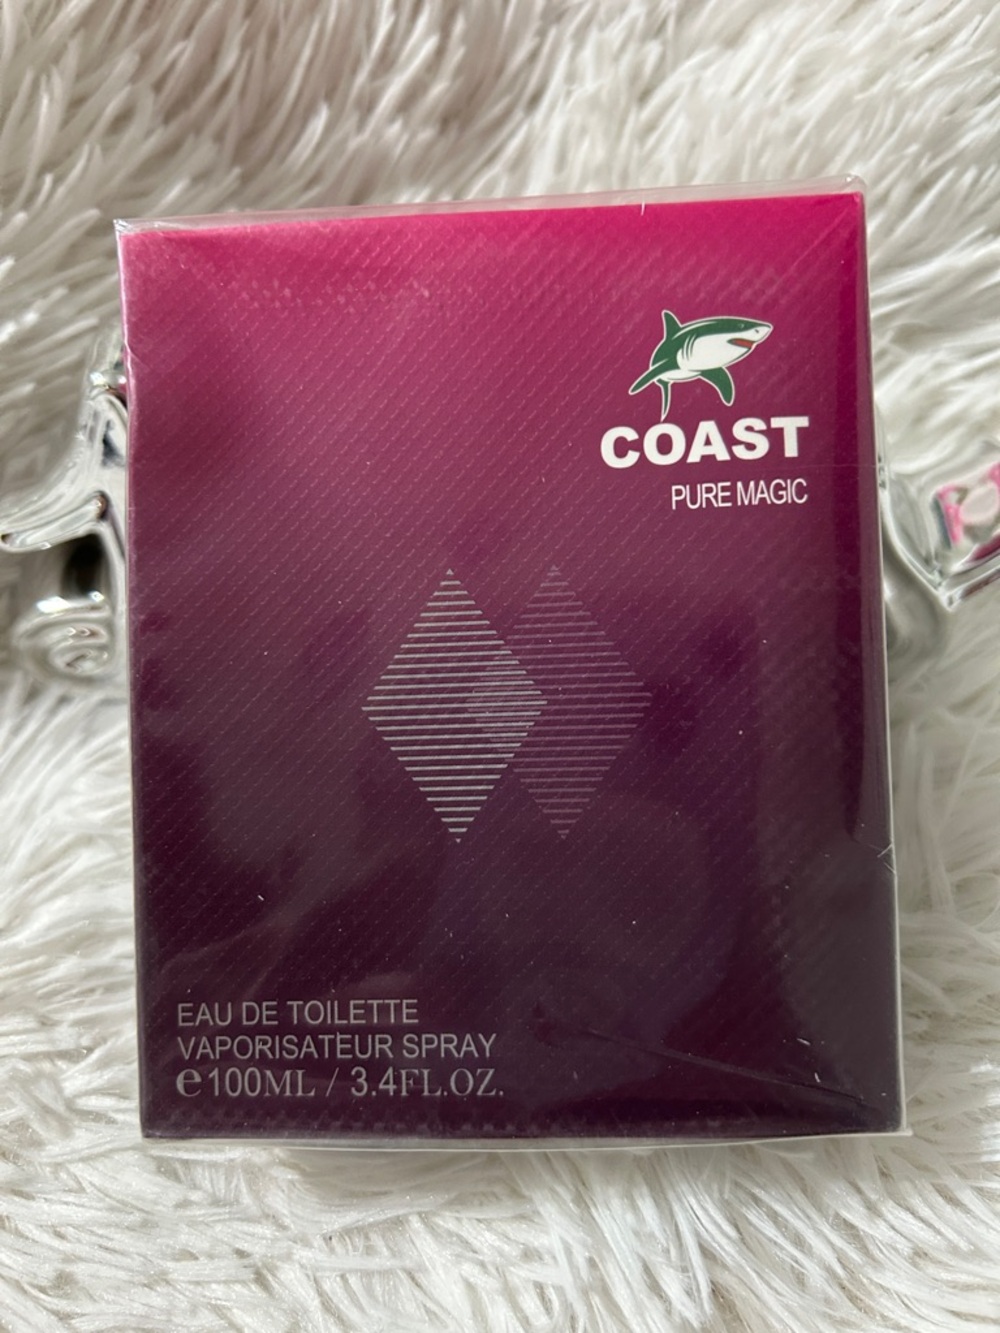 COAST
PURE MAGIC
EAU DE TOILETTE
VAPORISATEUR SPRAY
℮100ML / 3.4FL.OZ.